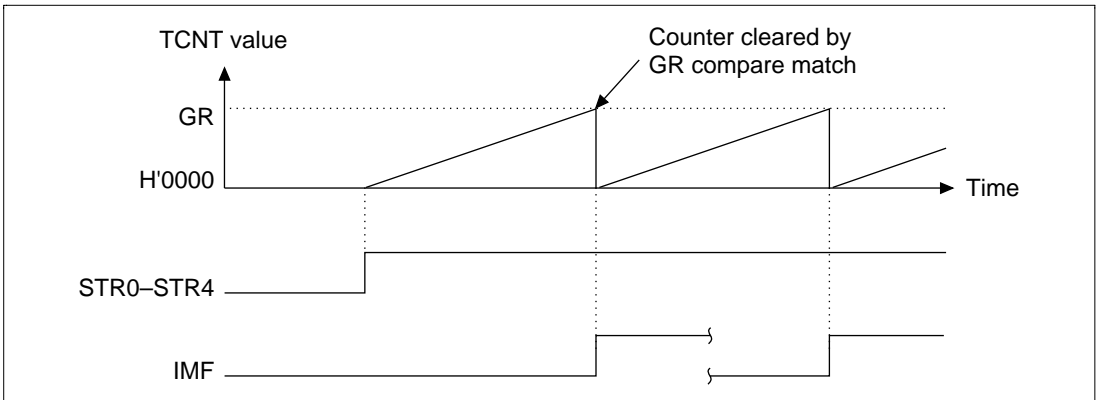 TCNT value
Counter cleared by
GR compare match
GR
H'0000
Time
STR0–STR4
IMF